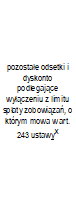 pozostałe odsetki i
dyskonto
podlegające
wyłączeniu z limitu
spłaty zobowiązań, o
którym mowa w art.
243 ustawy x